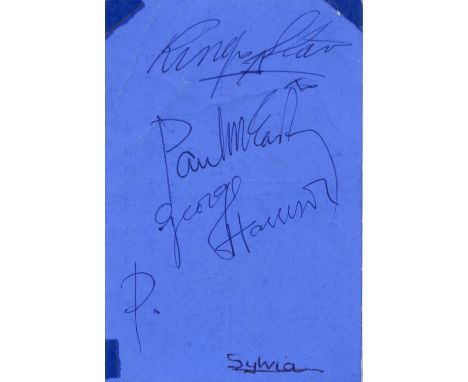 Ringo Starr
Paul McCartney
George
Harrison
P.
Sylvia